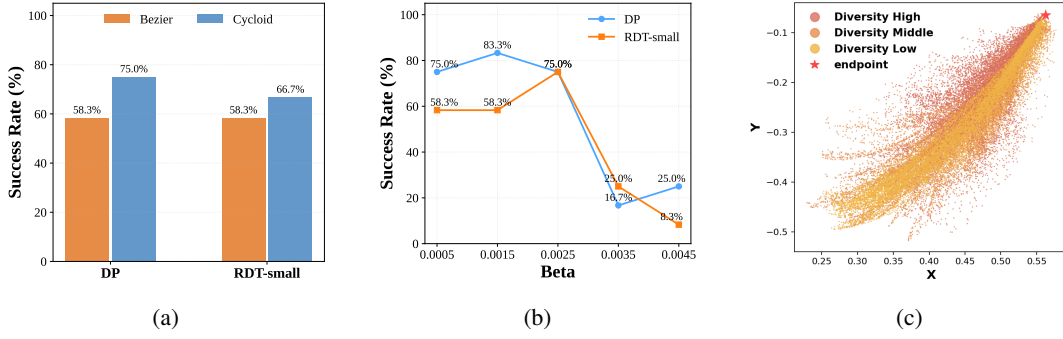 Bezier Cycloid
Success Rate (%)
100
80
60
40
20
0
58.3%
75.0%
58.3%
66.7%
DP RDT-small
(a)
DP
RDT-small
Success Rate (%)
100
80
60
40
20
0
75.0%
83.3%
75.0%
16.7%
25.0%
58.3%
58.3%
75.0%
25.0%
8.3%
0.0005 0.0015 0.0025 0.0035 0.0045
Beta
(b)
Diversity High
Diversity Middle
Diversity Low
endpoint
Y
−0.1
−0.2
−0.3
−0.4
−0.5
0.25 0.30 0.35 0.40 0.45 0.50 0.55
X
(c)